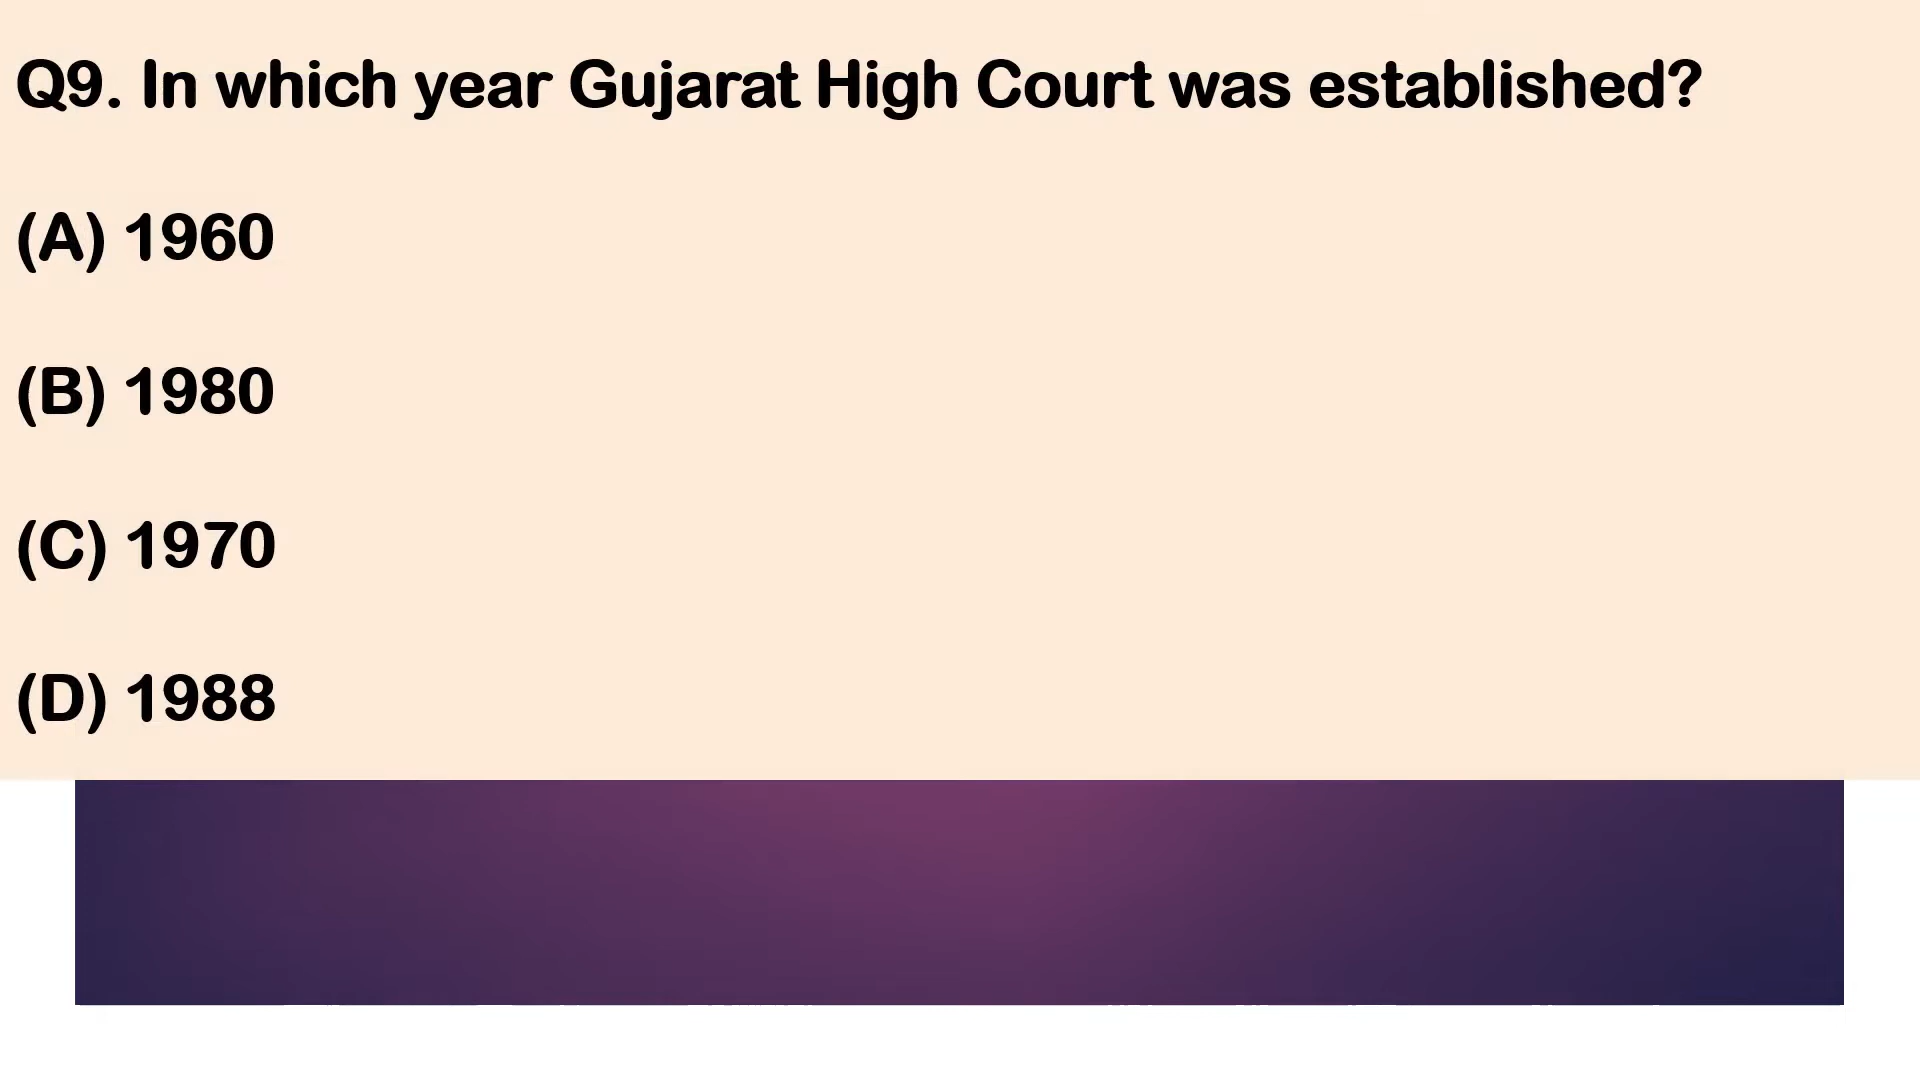 Q9. In which year Gujarat High Court was established?
(A) 1960
(B) 1980
(C) 1970
(D) 1988